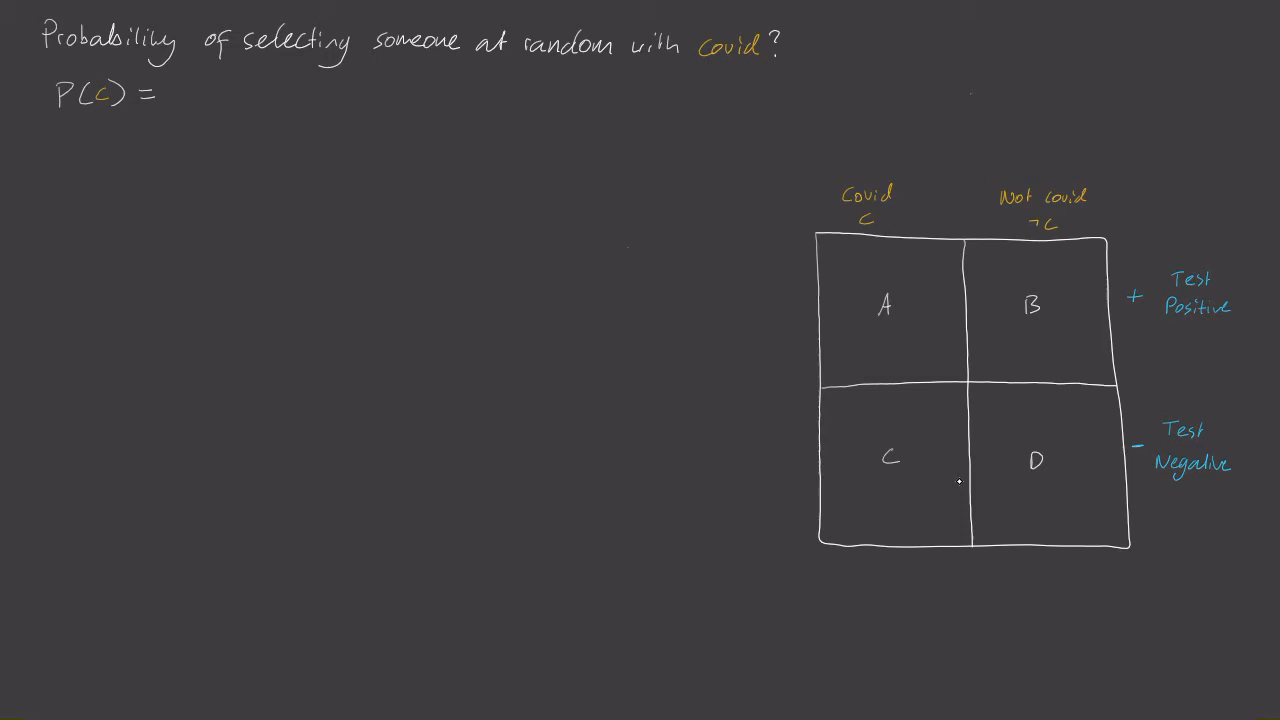 Probability of selecting someone at random with covid?
P(C) =
Covid
C
Not covid
¬C
A
B
+ Test Positive
C
D
- Test Negative